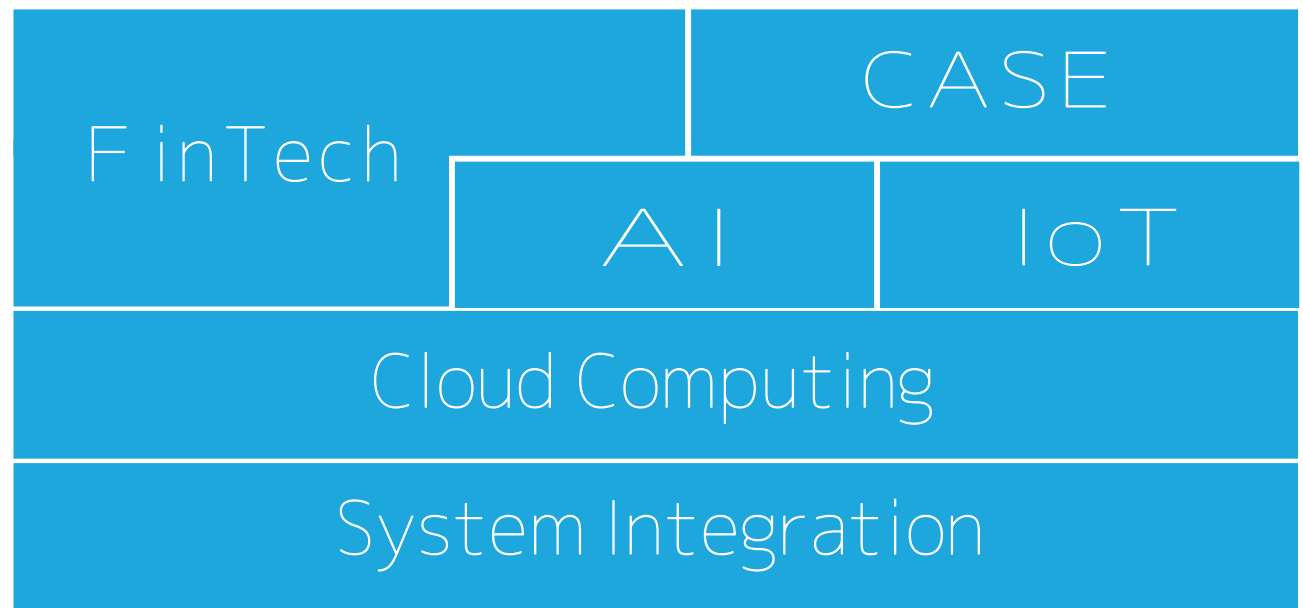 CASE
FinTech
AI
IoT
Cloud Computing
System Integration